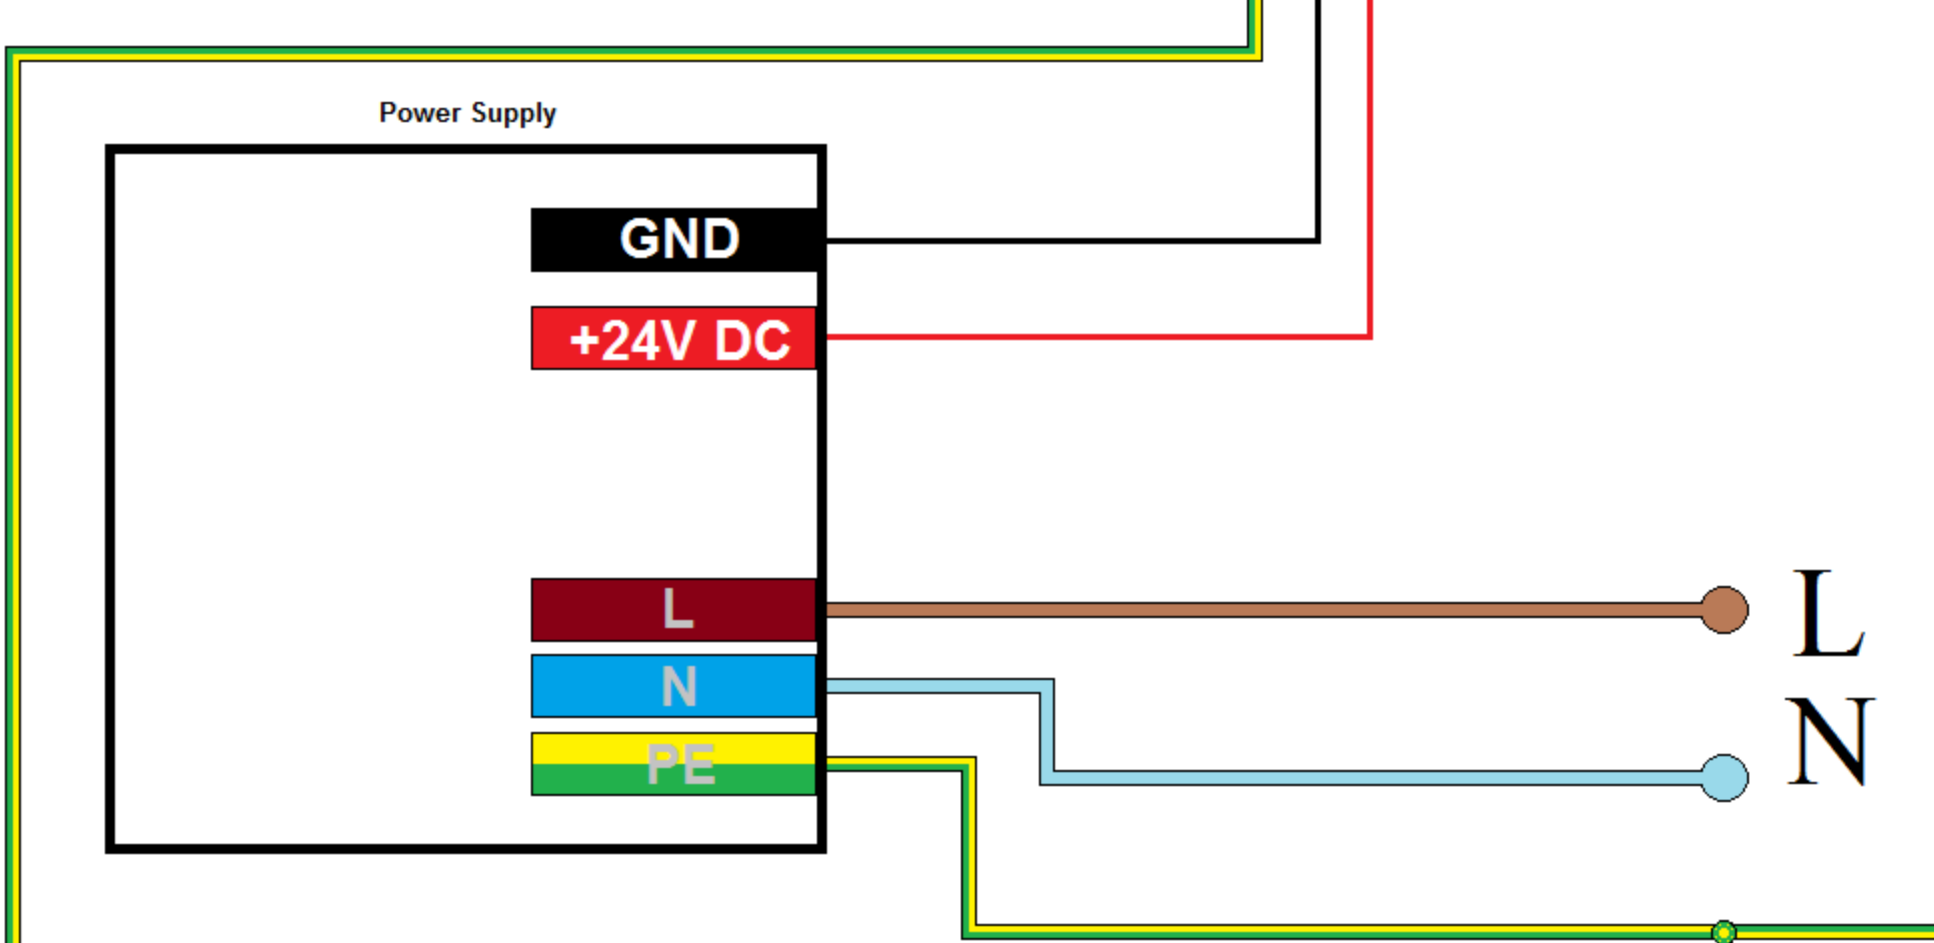 Power Supply
GND
+24V DC
L
L
N
N
PE